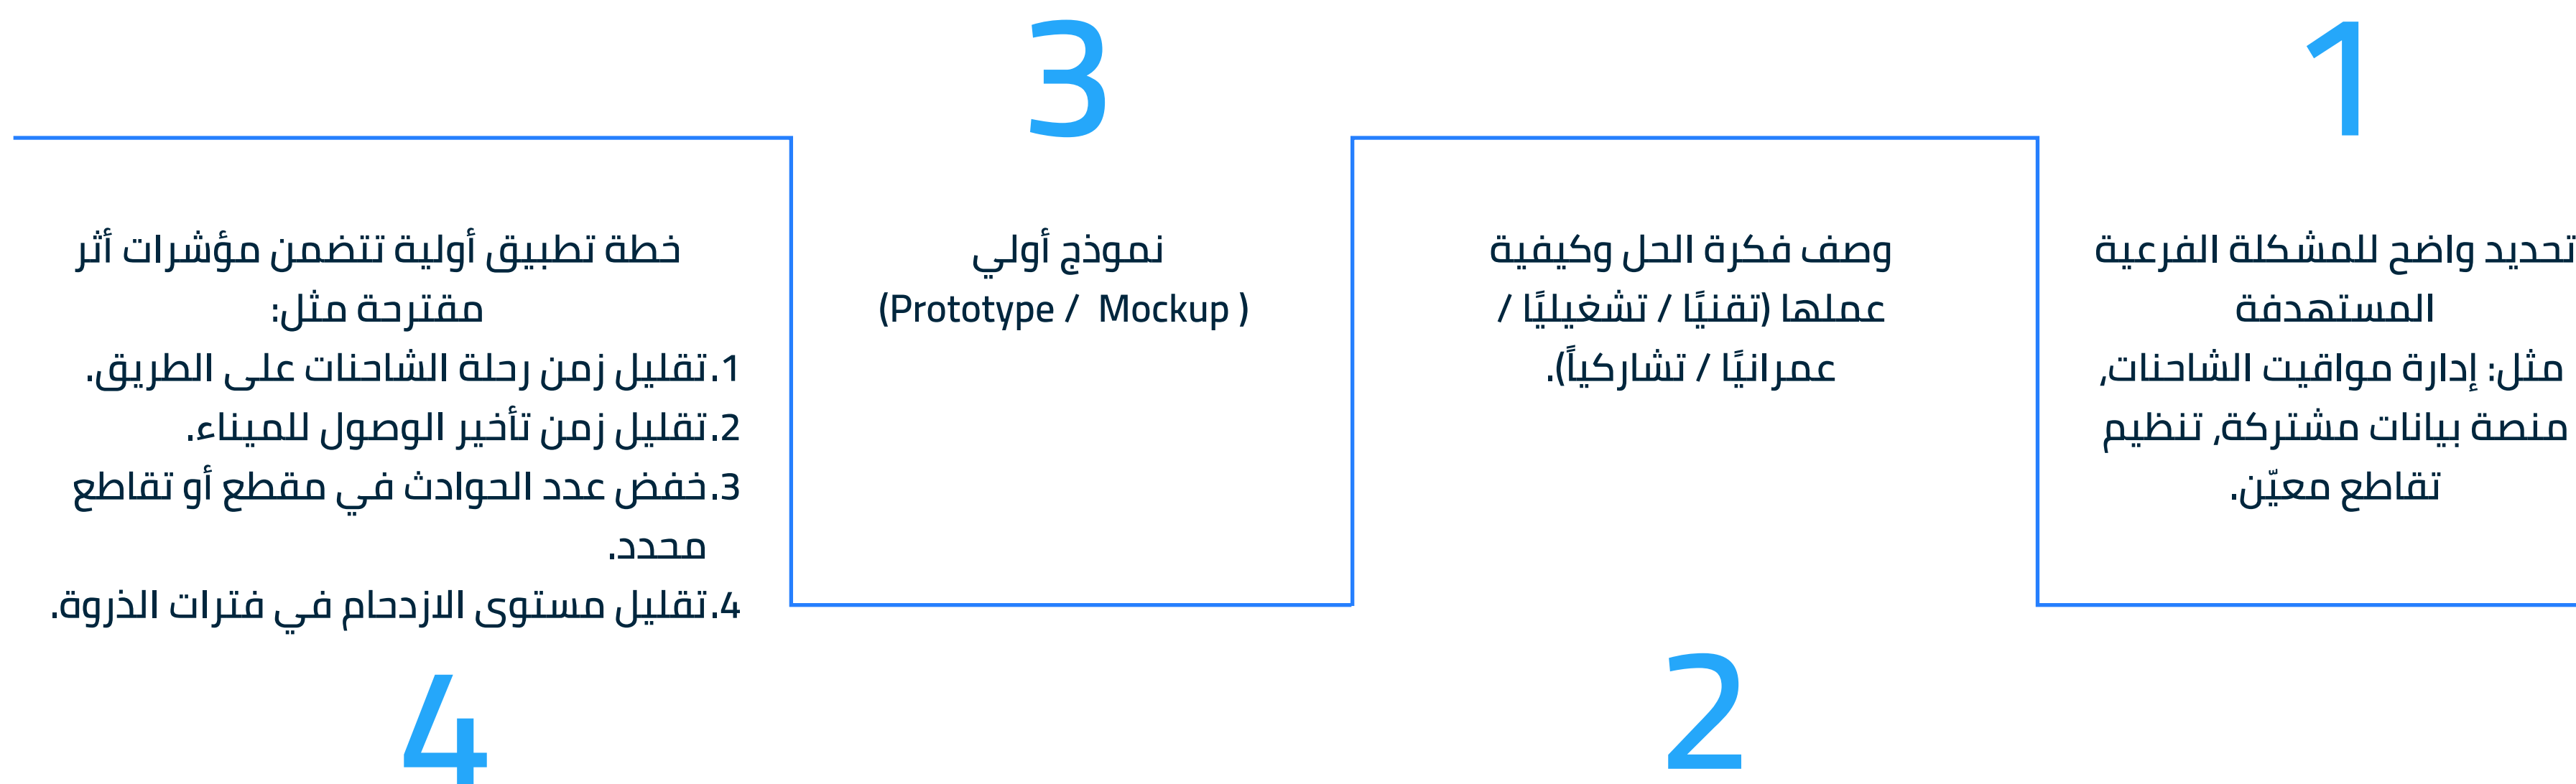 1
تحديد واضح للمشكلة الفرعية
المستهدفة
مثل: إدارة مواقيت الشاحنات,
منصة بيانات مشتركة, تنظيم
تقاطع معيّن.
وصف فكرة الحل وكيفية
عملها (تقنيًا / تشغيليًا /
عمرانيًا / تشاركياً).
2
3
نموذج أولي
(Prototype / Mockup )
خطة تطبيق أولية تتضمن مؤشرات أثر
مقترحة مثل:
1. تقليل زمن رحلة الشاحنات على الطريق.
2. تقليل زمن تأخير الوصول للميناء.
3. خفض عدد الحوادث في مقطع أو تقاطع
محدد.
4. تقليل مستوى الازدحام في فترات الذروة.
4